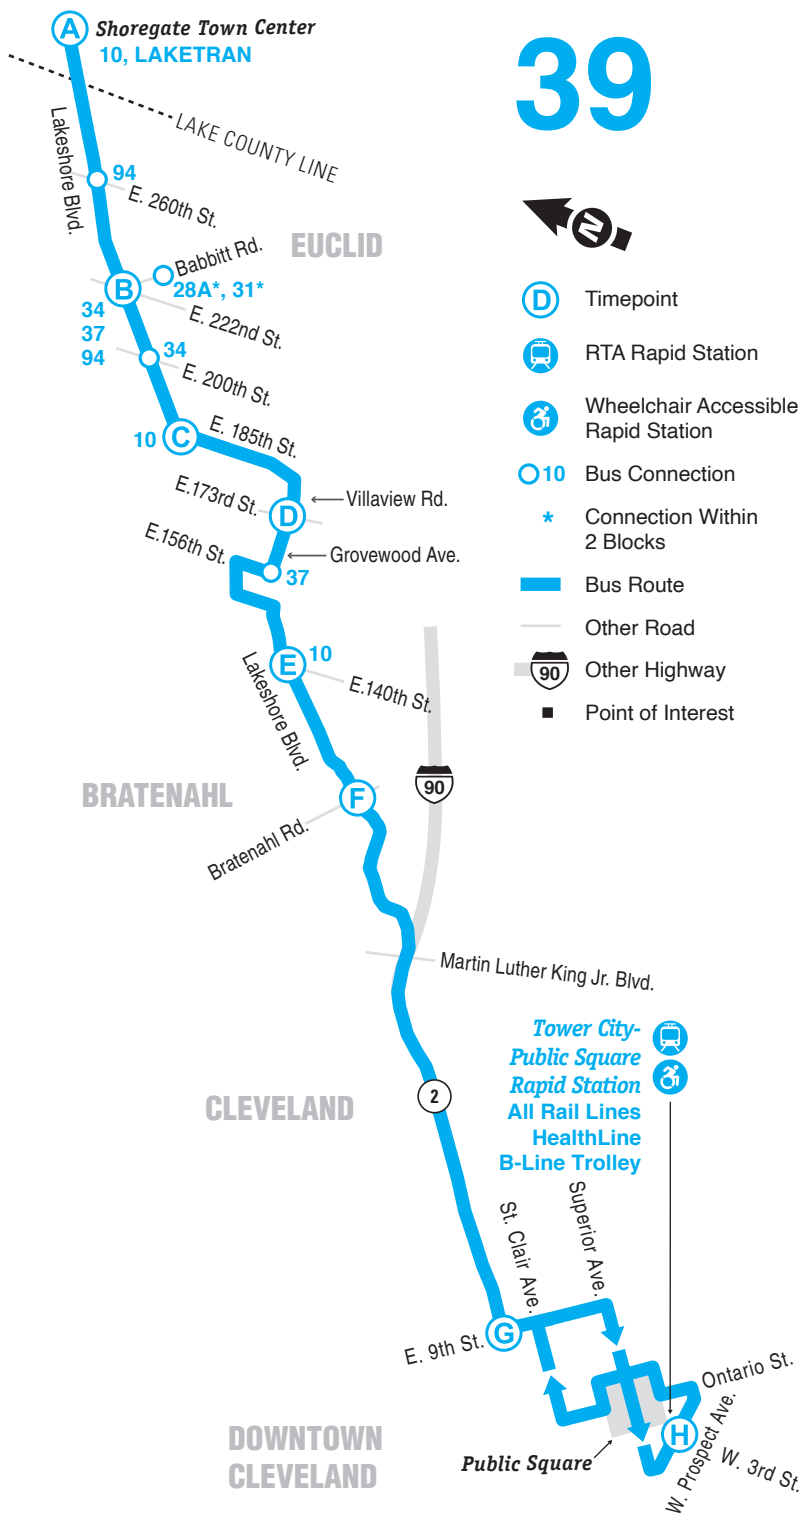 A
Shoregate Town Center
10, LAKETRAN
39
LAKE COUNTY LINE
Lakeshore Blvd.
94
E. 260th St.
N
EUCLID
Babbitt Rd.
28A*, 31*
B
34
37
94
E. 222nd St.
34
E. 200th St.
10
C
E. 185th St.
E.173rd St.
Villaview Rd.
D
E.156th St.
Grovewood Ave.
37
E
10
E.140th St.
Lakeshore Blvd.
D
Timepoint
RTA Rapid Station
Wheelchair Accessible
Rapid Station
10
Bus Connection
*
Connection Within
2 Blocks
Bus Route
Other Road
90
Other Highway
Point of Interest
BRATENAHL
F
90
Bratenahl Rd.
Martin Luther King Jr. Blvd.
Tower City-
Public Square
Rapid Station
All Rail Lines
HealthLine
B-Line Trolley
CLEVELAND
2
St. Clair Ave.
Superior Ave.
E. 9th St.
G
Ontario St.
W. Prospect Ave.
H
W. 3rd St.
Public Square
DOWNTOWN
CLEVELAND